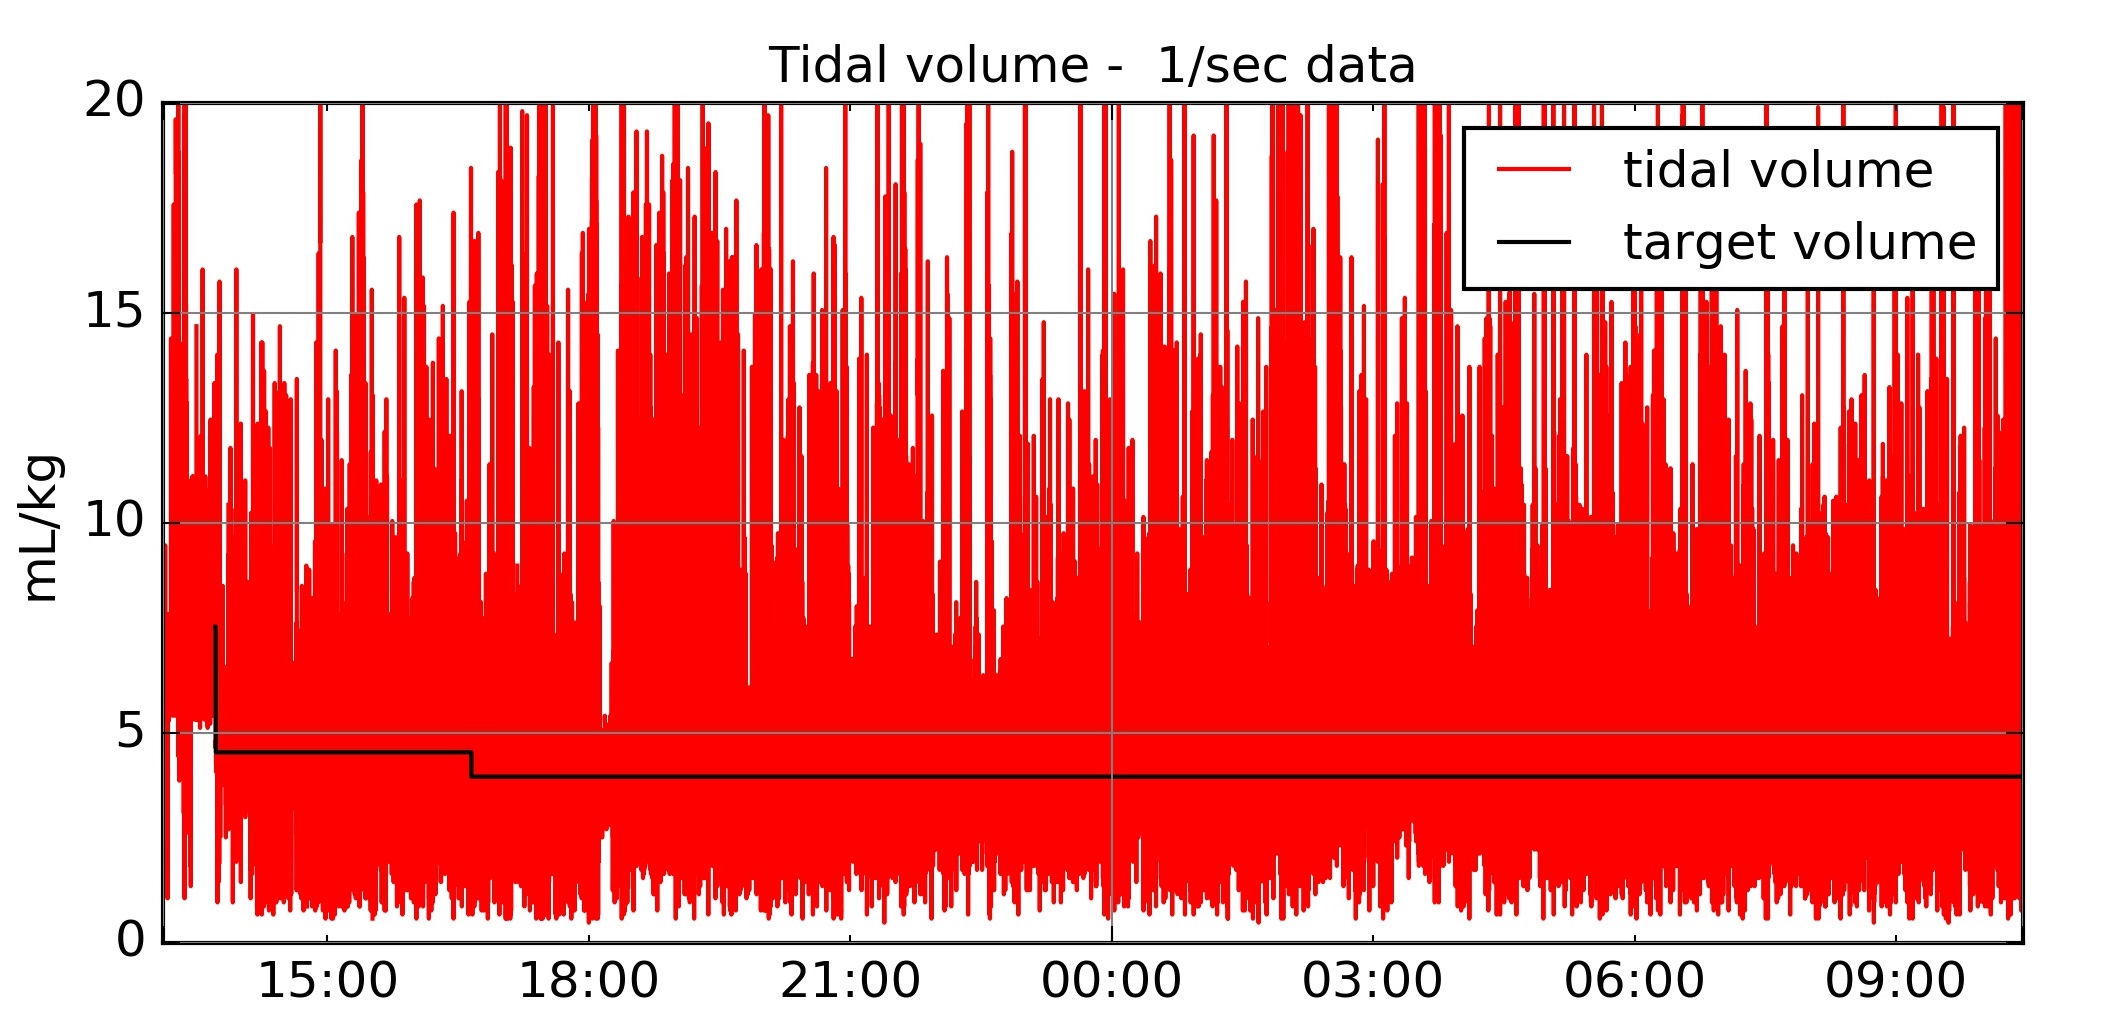 Tidal volume -  1/sec data
20
15
10
5
0
mL/kg
tidal volume
target volume
15:00 18:00 21:00 00:00 03:00 06:00 09:00